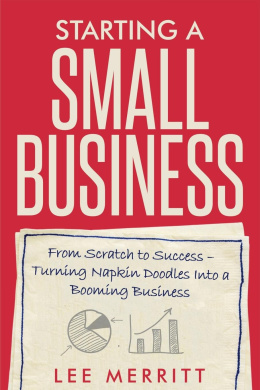 STARTING A
SMALL
BUSINESS
From Scratch to Success –
Turning Napkin Doodles Into a
Booming Business
LEE MERRITT